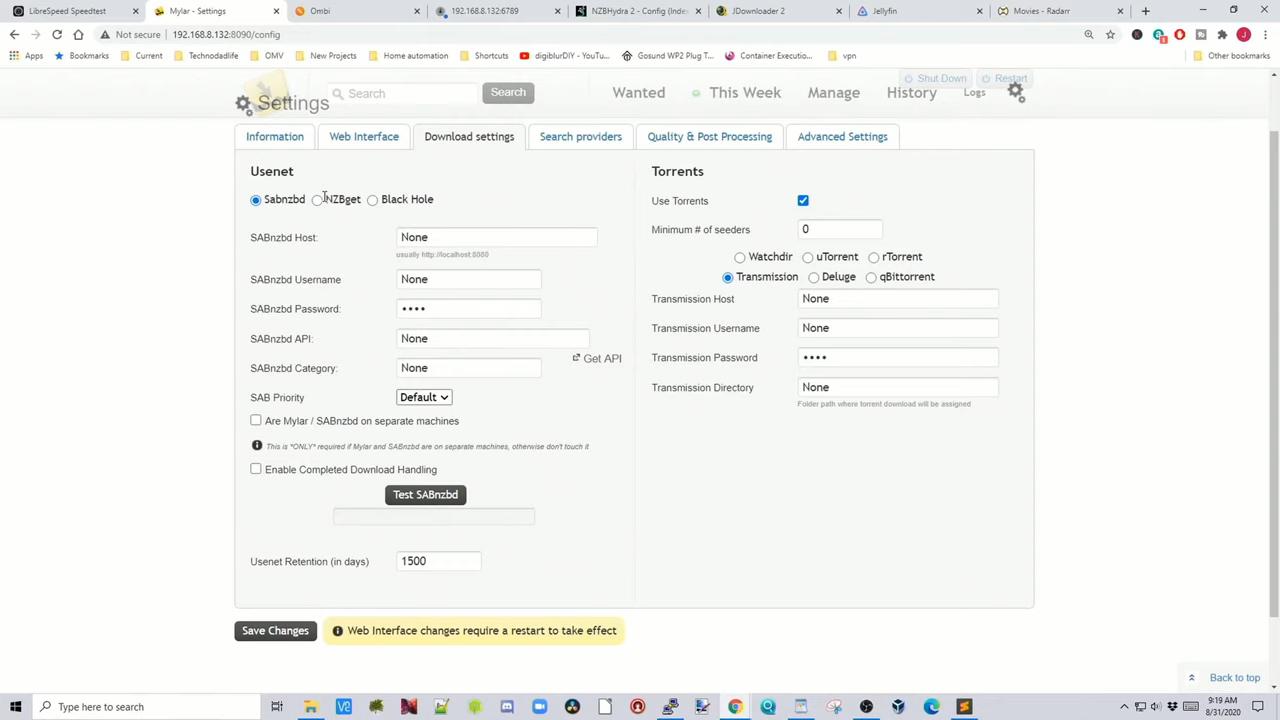 LibreSpeed Speedtest
Mylar - Settings
Ombi
192.168.8.132:6789
NZBHydra 2 - Config (Index
JDownloader 2
Jellyfin
Movies - Radarr
Not secure
192.168.8.132:8090/config
Apps
Bookmarks
Current
Technodadlife
OMV
New Projects
Home automation
Shortcuts
digiblurDIY - YouTu...
Gosund WP2 Plug T...
Container Executio...
vpn
Other bookmarks
Shut Down
Restart
Settings
Search
Search
Wanted
This Week
Manage
History
Logs
Information
Web Interface
Download settings
Search providers
Quality & Post Processing
Advanced Settings
Usenet
Sabnzbd
NZBget
Black Hole
SABnzbd Host:
None
usually http://localhost:8080
SABnzbd Username
None
SABnzbd Password:
••••
SABnzbd API:
None
Get API
SABnzbd Category:
None
SAB Priority
Default
Are Mylar / SABnzbd on separate machines
This is *ONLY* required if Mylar and SABnzbd are on separate machines, otherwise don't touch it
Enable Completed Download Handling
Test SABnzbd
Usenet Retention (in days)
1500
Torrents
Use Torrents
Minimum # of seeders
0
Watchdir
uTorrent
rTorrent
Transmission
Deluge
qBittorrent
Transmission Host
None
Transmission Username
None
Transmission Password
••••
Transmission Directory
None
Folder path where torrent download will be assigned
Save Changes
Web Interface changes require a restart to take effect
Back to top
Type here to search
9:19 AM
8/31/2020